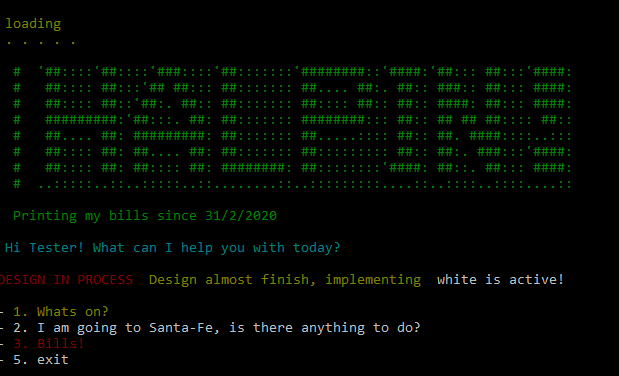 loading
. . . . .
HALPIN!
Printing my bills since 31/2/2020
Hi Tester! What can I help you with today?
DESIGN IN PROCESS  Design almost finish, implementing  white is active!
- 1. Whats on?
- 2. I am going to Santa-Fe, is there anything to do?
- 3. Bills!
- 5. exit